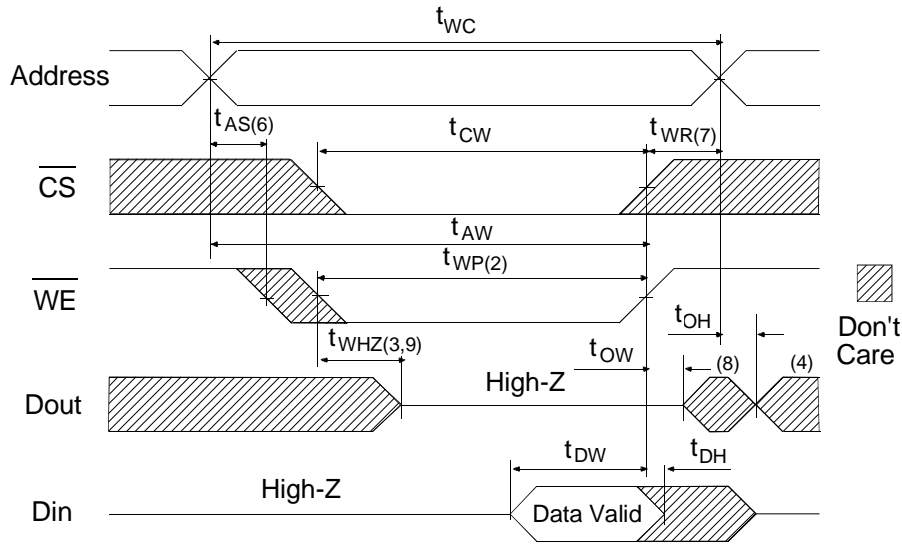 tWC
Address
tAS(6)
tCW
tWR(7)
CS
tAW
tWP(2)
WE
tOH
Don't
Care
tWHZ(3,9)
tOW
(8)
(4)
High-Z
Dout
tDW
tDH
High-Z
Din
Data Valid